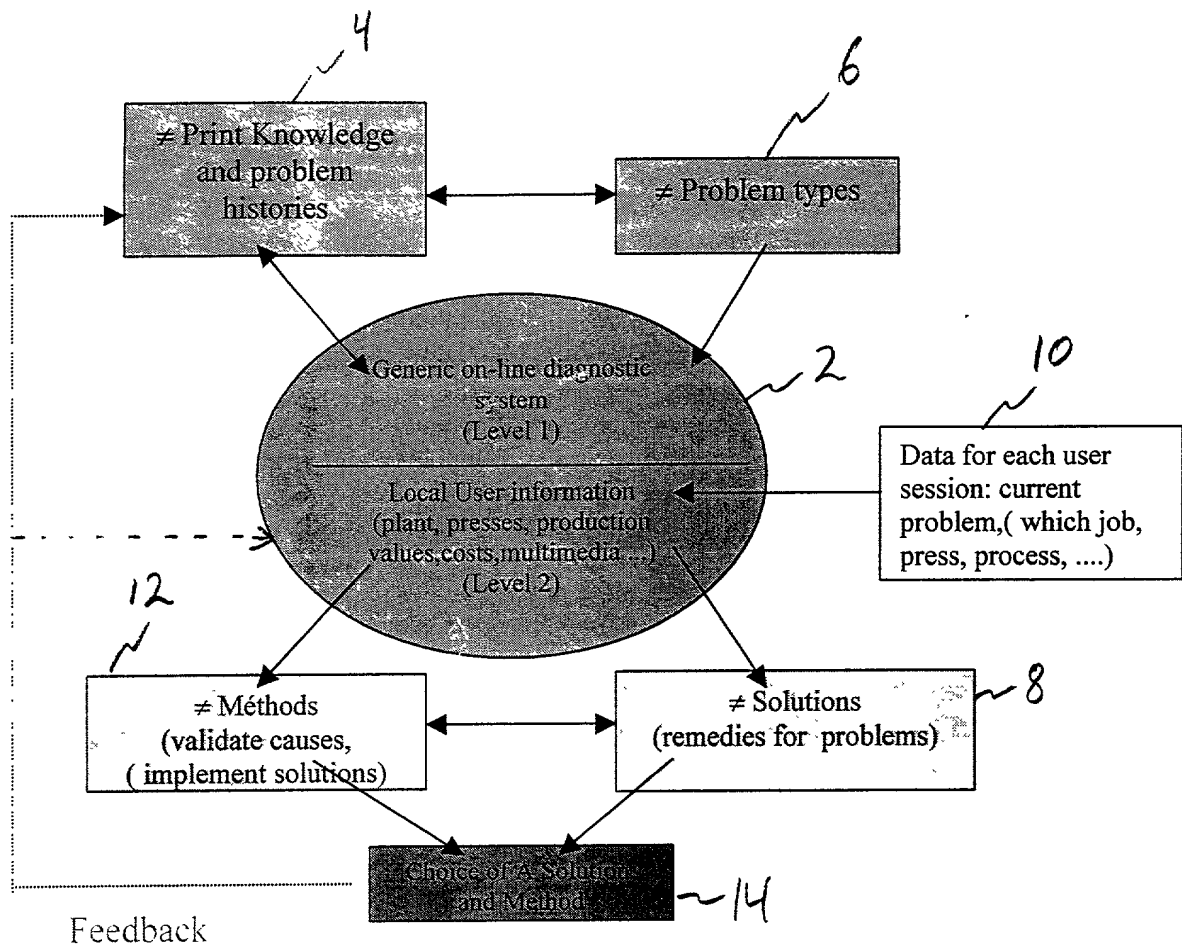 4
6
≠ Print Knowledge
and problem
histories
≠ Problem types
2
10
Generic on-line diagnostic
system
(Level 1)
Local User information
(plant, presses, production
values,costs,multimedia ...)
(Level 2)
Data for each user
session: current
problem,( which job,
press, process, ....)
12
8
≠ Méthods
(validate causes,
( implement solutions)
≠ Solutions
(remedies for problems)
Choice of A Solution
and Method
14
Feedback